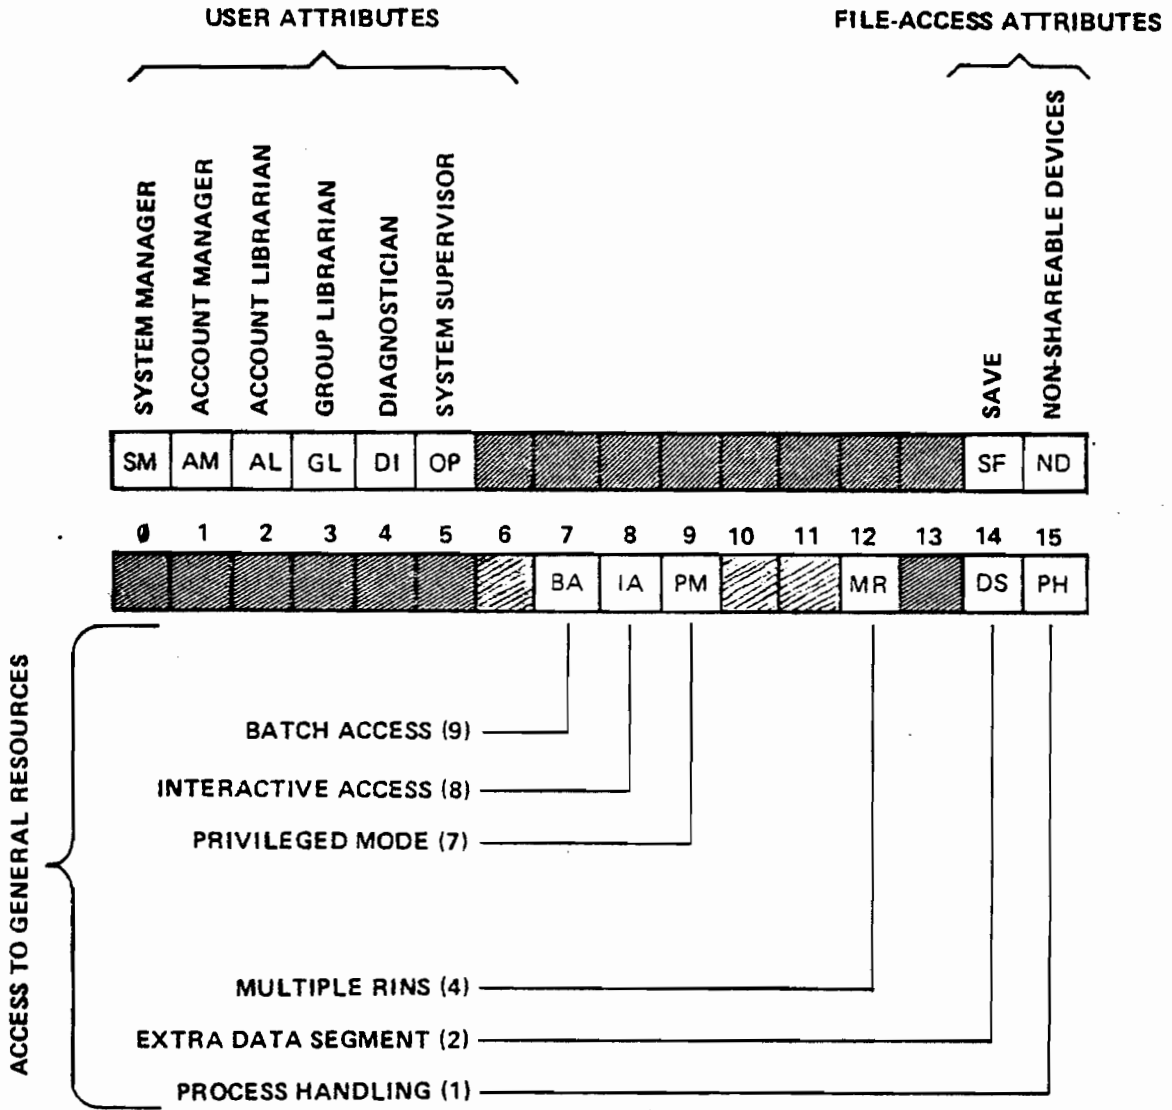 USER ATTRIBUTES
FILE-ACCESS ATTRIBUTES
SYSTEM MANAGER
ACCOUNT MANAGER
ACCOUNT LIBRARIAN
GROUP LIBRARIAN
DIAGNOSTICIAN
SYSTEM SUPERVISOR
SAVE
NON-SHAREABLE DEVICES
SM AM AL GL DI OP SF ND
0 1 2 3 4 5 6 7 8 9 10 11 12 13 14 15
BA IA PM MR DS PH
ACCESS TO GENERAL RESOURCES
BATCH ACCESS (9)
INTERACTIVE ACCESS (8)
PRIVILEGED MODE (7)
MULTIPLE RINS (4)
EXTRA DATA SEGMENT (2)
PROCESS HANDLING (1)